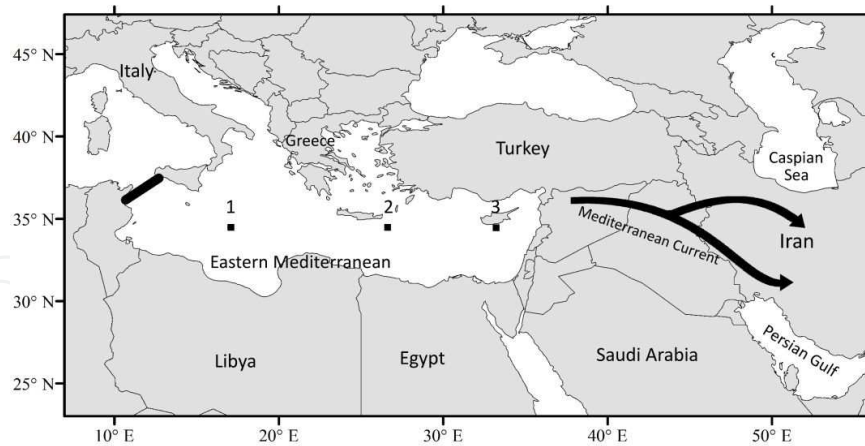 45° N
Italy
40° N
Greece
Turkey
Caspian
Sea
35° N
1
2
3
Mediterranean Current
Iran
Eastern Mediterranean
30° N
Libya
Egypt
Saudi Arabia
Persian Gulf
25° N
10° E
20° E
30° E
40° E
50° E